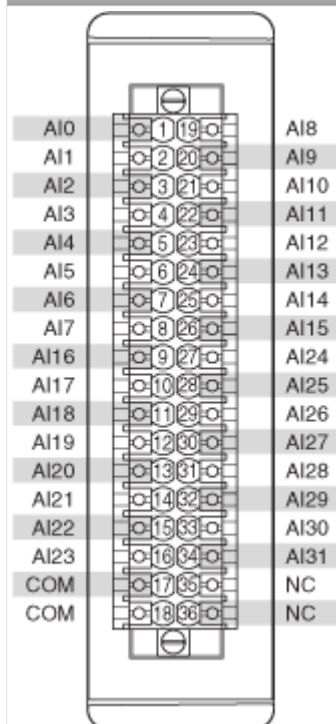 AI0 1 19 AI8
AI1 2 20 AI9
AI2 3 21 AI10
AI3 4 22 AI11
AI4 5 23 AI12
AI5 6 24 AI13
AI6 7 25 AI14
AI7 8 26 AI15
AI16 9 27 AI24
AI17 10 28 AI25
AI18 11 29 AI26
AI19 12 30 AI27
AI20 13 31 AI28
AI21 14 32 AI29
AI22 15 33 AI30
AI23 16 34 AI31
COM 17 35 NC
COM 18 36 NC